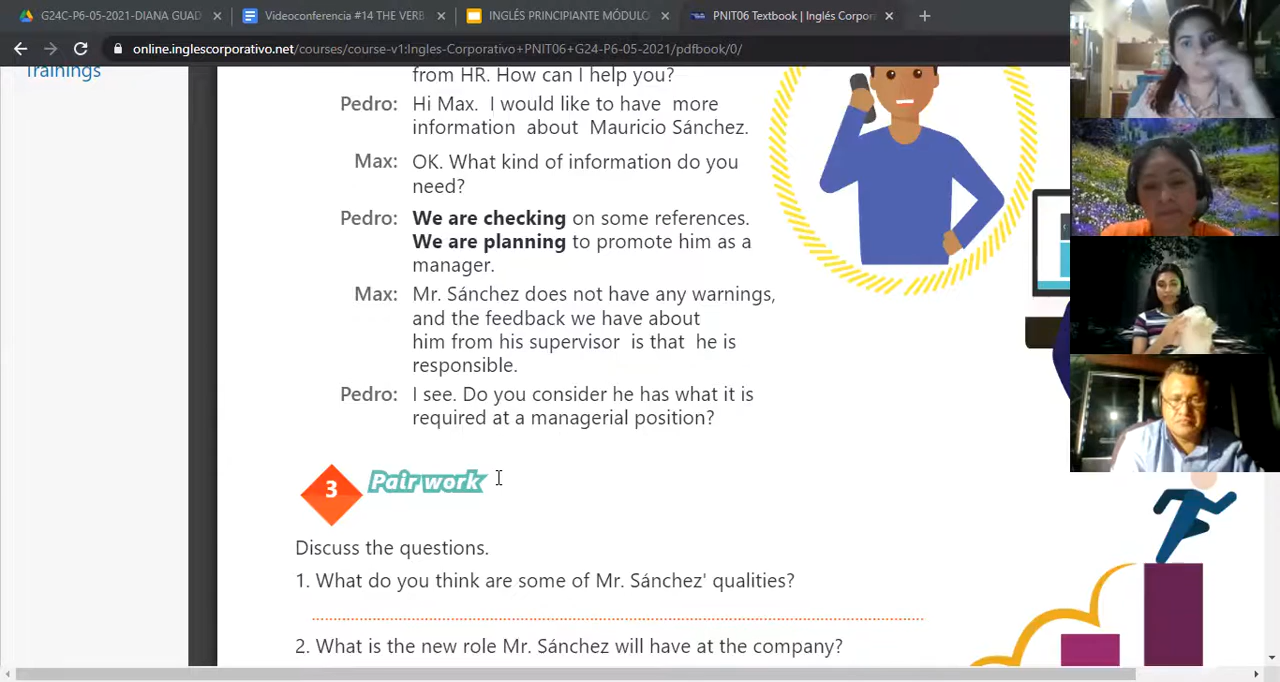 G24C-P6-05-2021-DIANA GUAD
Videoconferencia #14 THE VERB
INGLÉS PRINCIPIANTE MÓDULO
PNIT06 Textbook | Inglés Corpor
online.inglescorporativo.net/courses/course-v1:Ingles-Corporativo+PNIT06+G24-P6-05-2021/pdfbook/0/
Trainings
from HR. How can I help you?
Pedro: Hi Max. I would like to have more
information about Mauricio Sánchez.
Max: OK. What kind of information do you
need?
Pedro: We are checking on some references.
We are planning to promote him as a
manager.
Max: Mr. Sánchez does not have any warnings,
and the feedback we have about
him from his supervisor is that he is
responsible.
Pedro: I see. Do you consider he has what it is
required at a managerial position?
3 Pair work
Discuss the questions.
1. What do you think are some of Mr. Sánchez' qualities?
2. What is the new role Mr. Sánchez will have at the company?